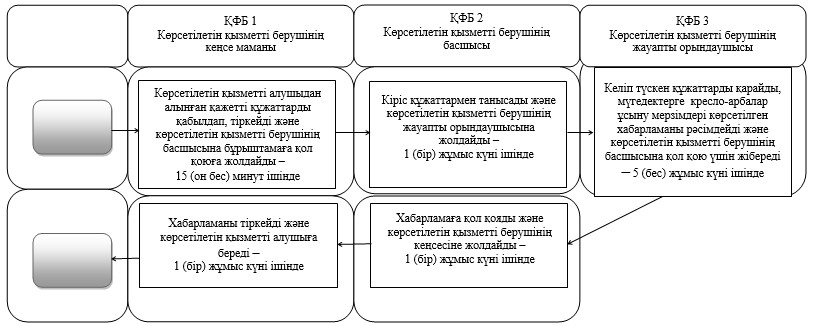 ҚФБ 1
Көрсетілетін қызметті берушінің
кеңсе маманы
ҚФБ 2
Көрсетілетін қызметті берушінің
басшысы
ҚФБ 3
Көрсетілетін қызметті берушінің
жауапты орындаушысы
Көрсетілетін қызметті алушыдан
алынған қажетті құжаттарды
қабылдап, тіркейді және
көрсетілетін қызметті берушінің
басшысына бұрыштамаға қол
қоюға жолдайды –
15 (он бес) минут ішінде
Кіріс құжаттармен танысады және
көрсетілетін қызметті берушінің
жауапты орындаушысына
жолдайды –
1 (бір) жұмыс күні ішінде
Келіп түскен құжаттарды қарайды,
мүгедектерге кресло-арбалар
ұсыну мерзімдері көрсетілген
хабарламаны рәсімдейді және
көрсетілетін қызметті берушінің
басшысына қол қою үшін жібереді
– 5 (бес) жұмыс күні ішінде
Хабарламаны тіркейді және
көрсетілетін қызметті алушыға
береді –
1 (бір) жұмыс күні ішінде
Хабарламаға қол қояды және
көрсетілетін қызметті берушінің
кеңсесіне жолдайды –
1 (бір) жұмыс күні ішінде